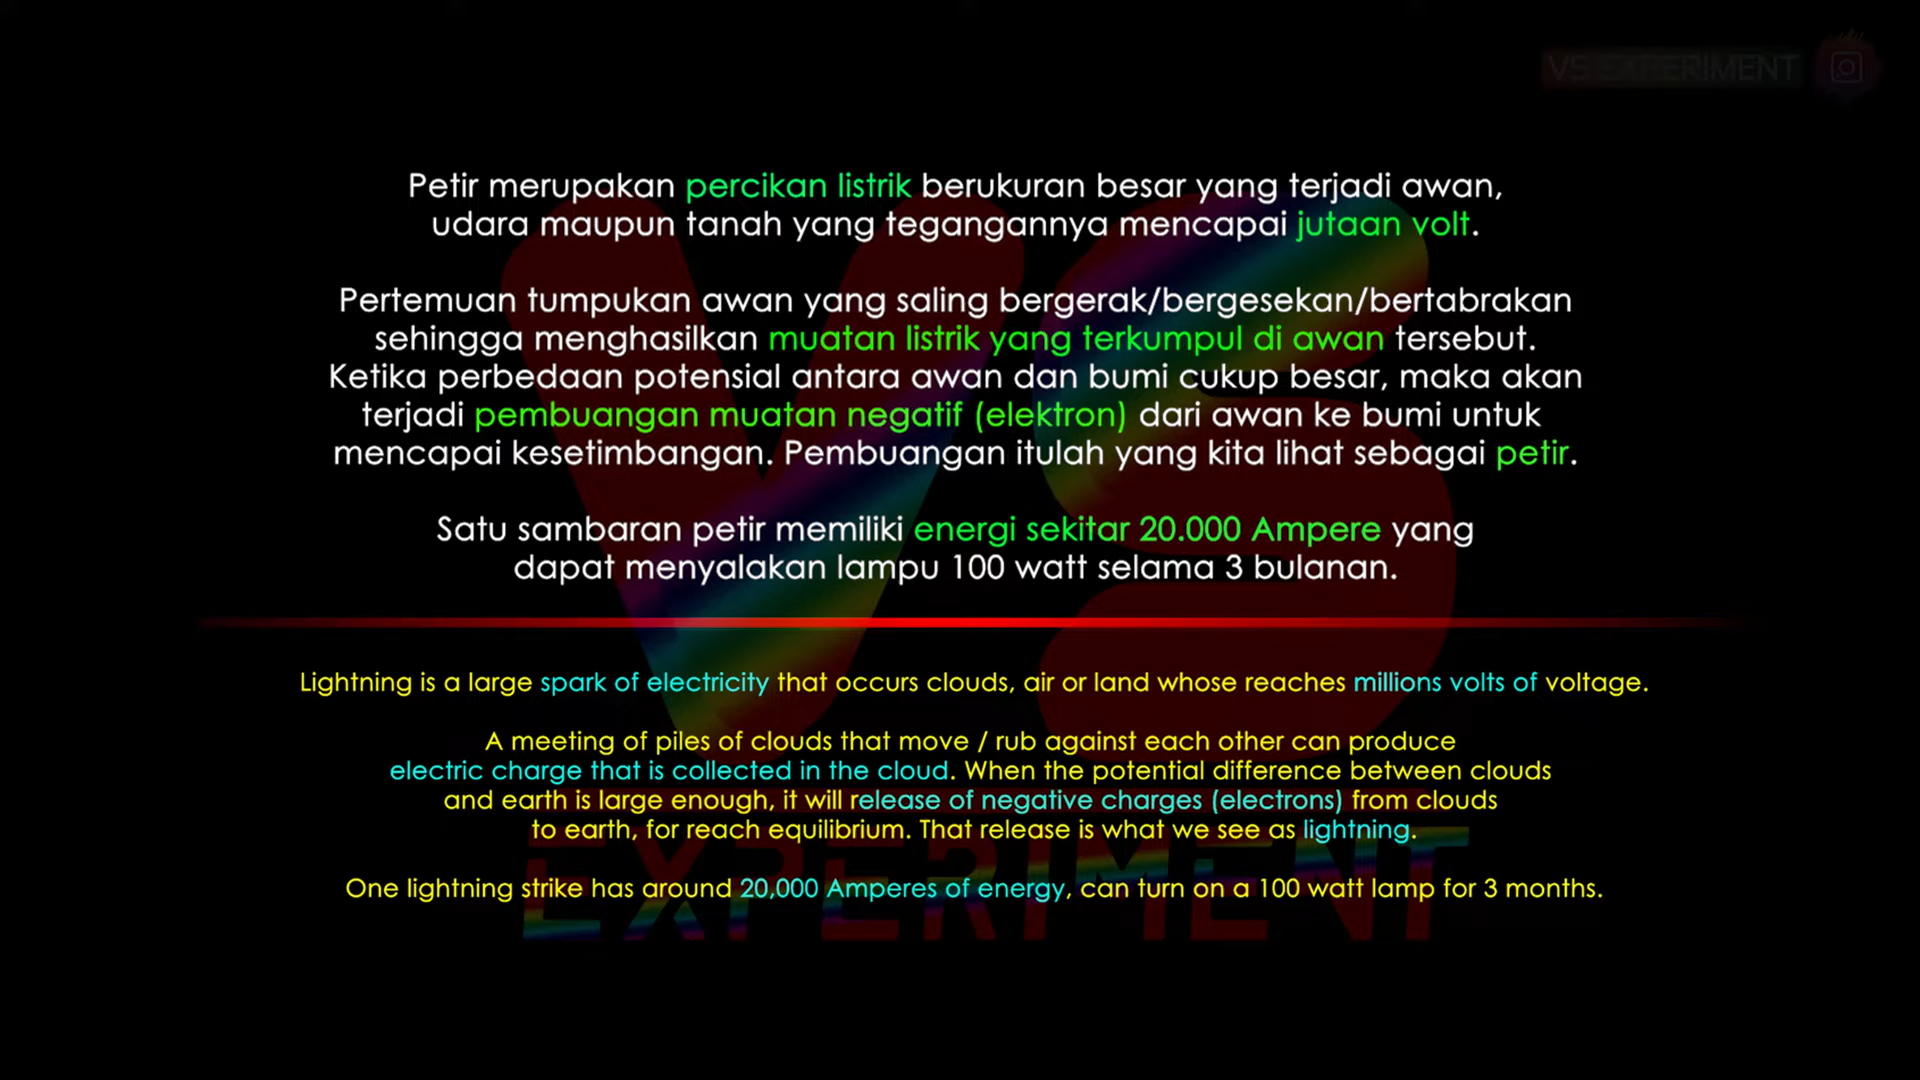 VS EXPERIMENT
Petir merupakan percikan listrik berukuran besar yang terjadi awan,
udara maupun tanah yang tegangannya mencapai jutaan volt.
Pertemuan tumpukan awan yang saling bergerak/bergesekan/bertabrakan
sehingga menghasilkan muatan listrik yang terkumpul di awan tersebut.
Ketika perbedaan potensial antara awan dan bumi cukup besar, maka akan
terjadi pembuangan muatan negatif (elektron) dari awan ke bumi untuk
mencapai kesetimbangan. Pembuangan itulah yang kita lihat sebagai petir.
Satu sambaran petir memiliki energi sekitar 20.000 Ampere yang
dapat menyalakan lampu 100 watt selama 3 bulanan.
Lightning is a large spark of electricity that occurs clouds, air or land whose reaches millions volts of voltage.
A meeting of piles of clouds that move / rub against each other can produce
electric charge that is collected in the cloud. When the potential difference between clouds
and earth is large enough, it will release of negative charges (electrons) from clouds
to earth, for reach equilibrium. That release is what we see as lightning.
One lightning strike has around 20,000 Amperes of energy, can turn on a 100 watt lamp for 3 months.
VS
EXPERIMENT